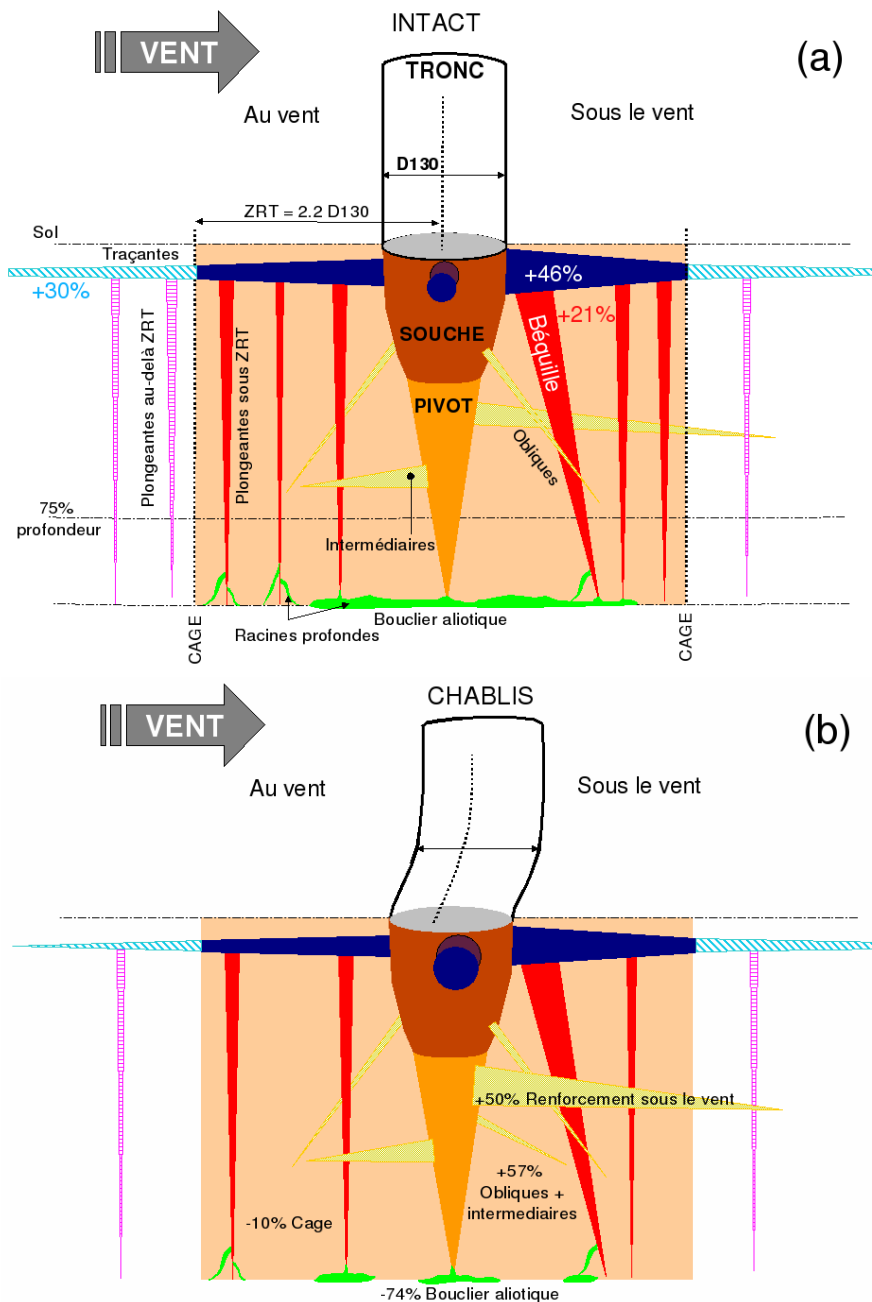 INTACT
VENT
(a)
TRONC
Au vent
Sous le vent
D130
ZRT = 2.2 D130
Sol
Traçantes
+46%
+30%
+21%
Béquille
SOUCHE
Plongeantes au-delà ZRT
Plongeantes sous ZRT
PIVOT
Obliques
75%
profondeur
Intermédiaires
Bouclier aliotique
Racines profondes
CAGE
CAGE
CHABLIS
VENT
(b)
Au vent
Sous le vent
+50% Renforcement sous le vent
+57%
Obliques +
intermediaires
-10% Cage
-74% Bouclier aliotique